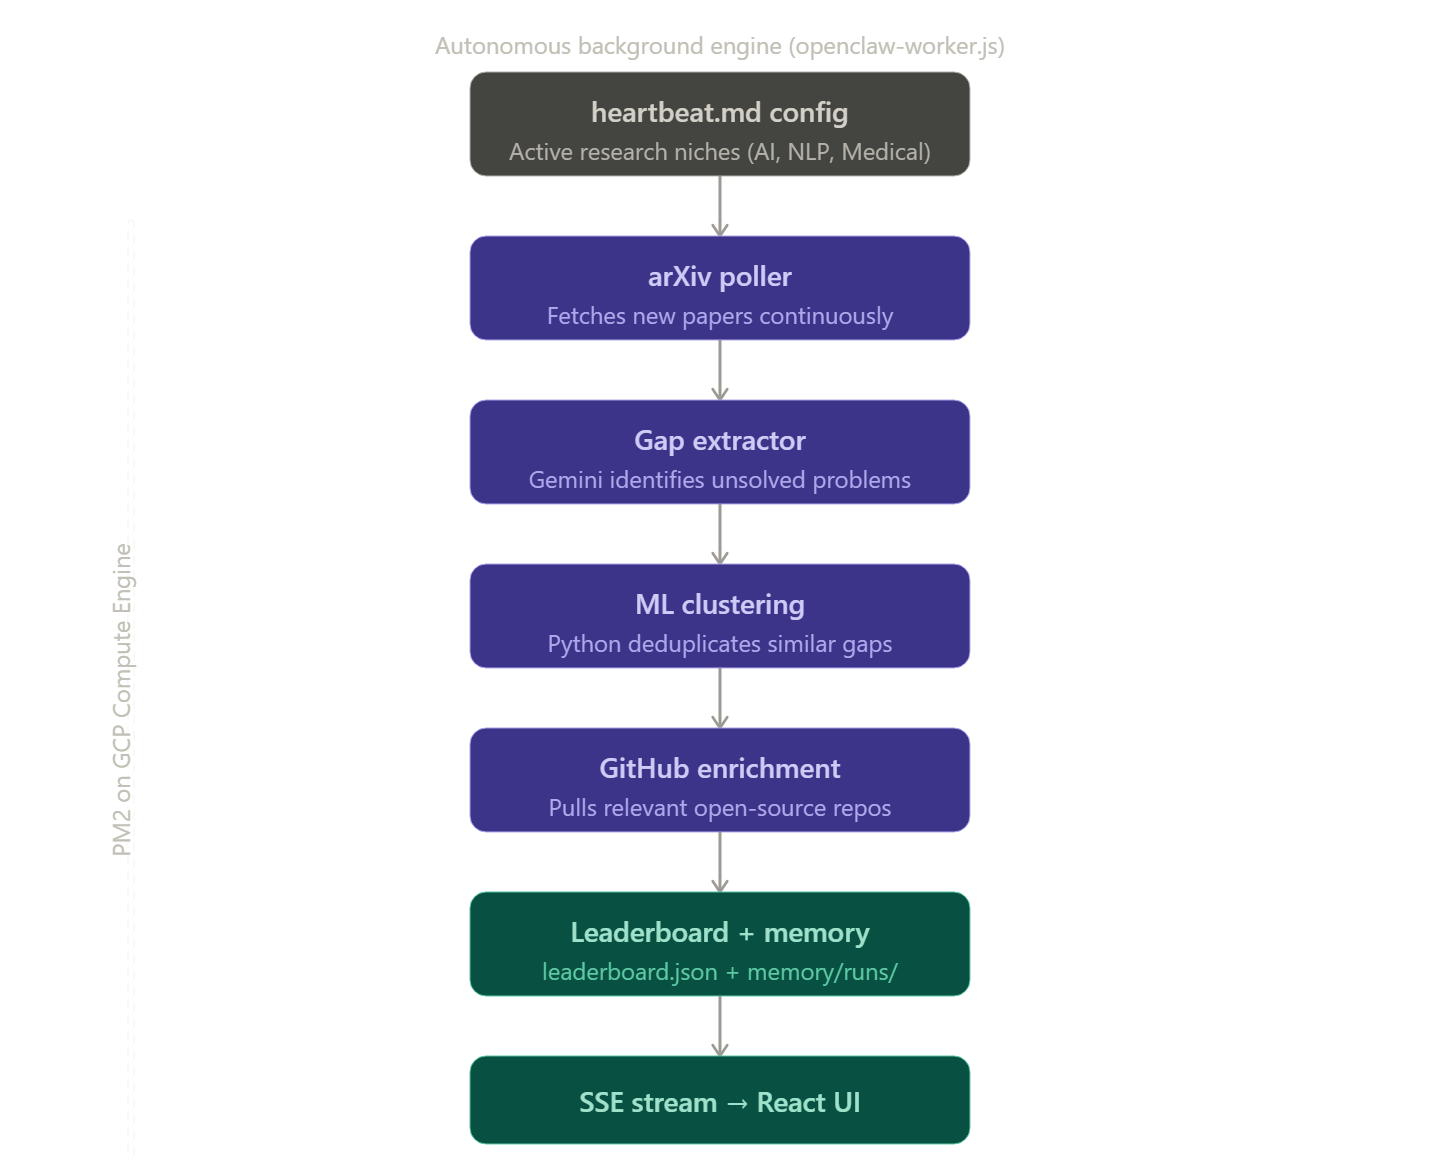 Autonomous background engine (openclaw-worker.js)
heartbeat.md config
Active research niches (AI, NLP, Medical)
arXiv poller
Fetches new papers continuously
Gap extractor
Gemini identifies unsolved problems
ML clustering
Python deduplicates similar gaps
GitHub enrichment
Pulls relevant open-source repos
Leaderboard + memory
leaderboard.json + memory/runs/
SSE stream → React UI
PM2 on GCP Compute Engine